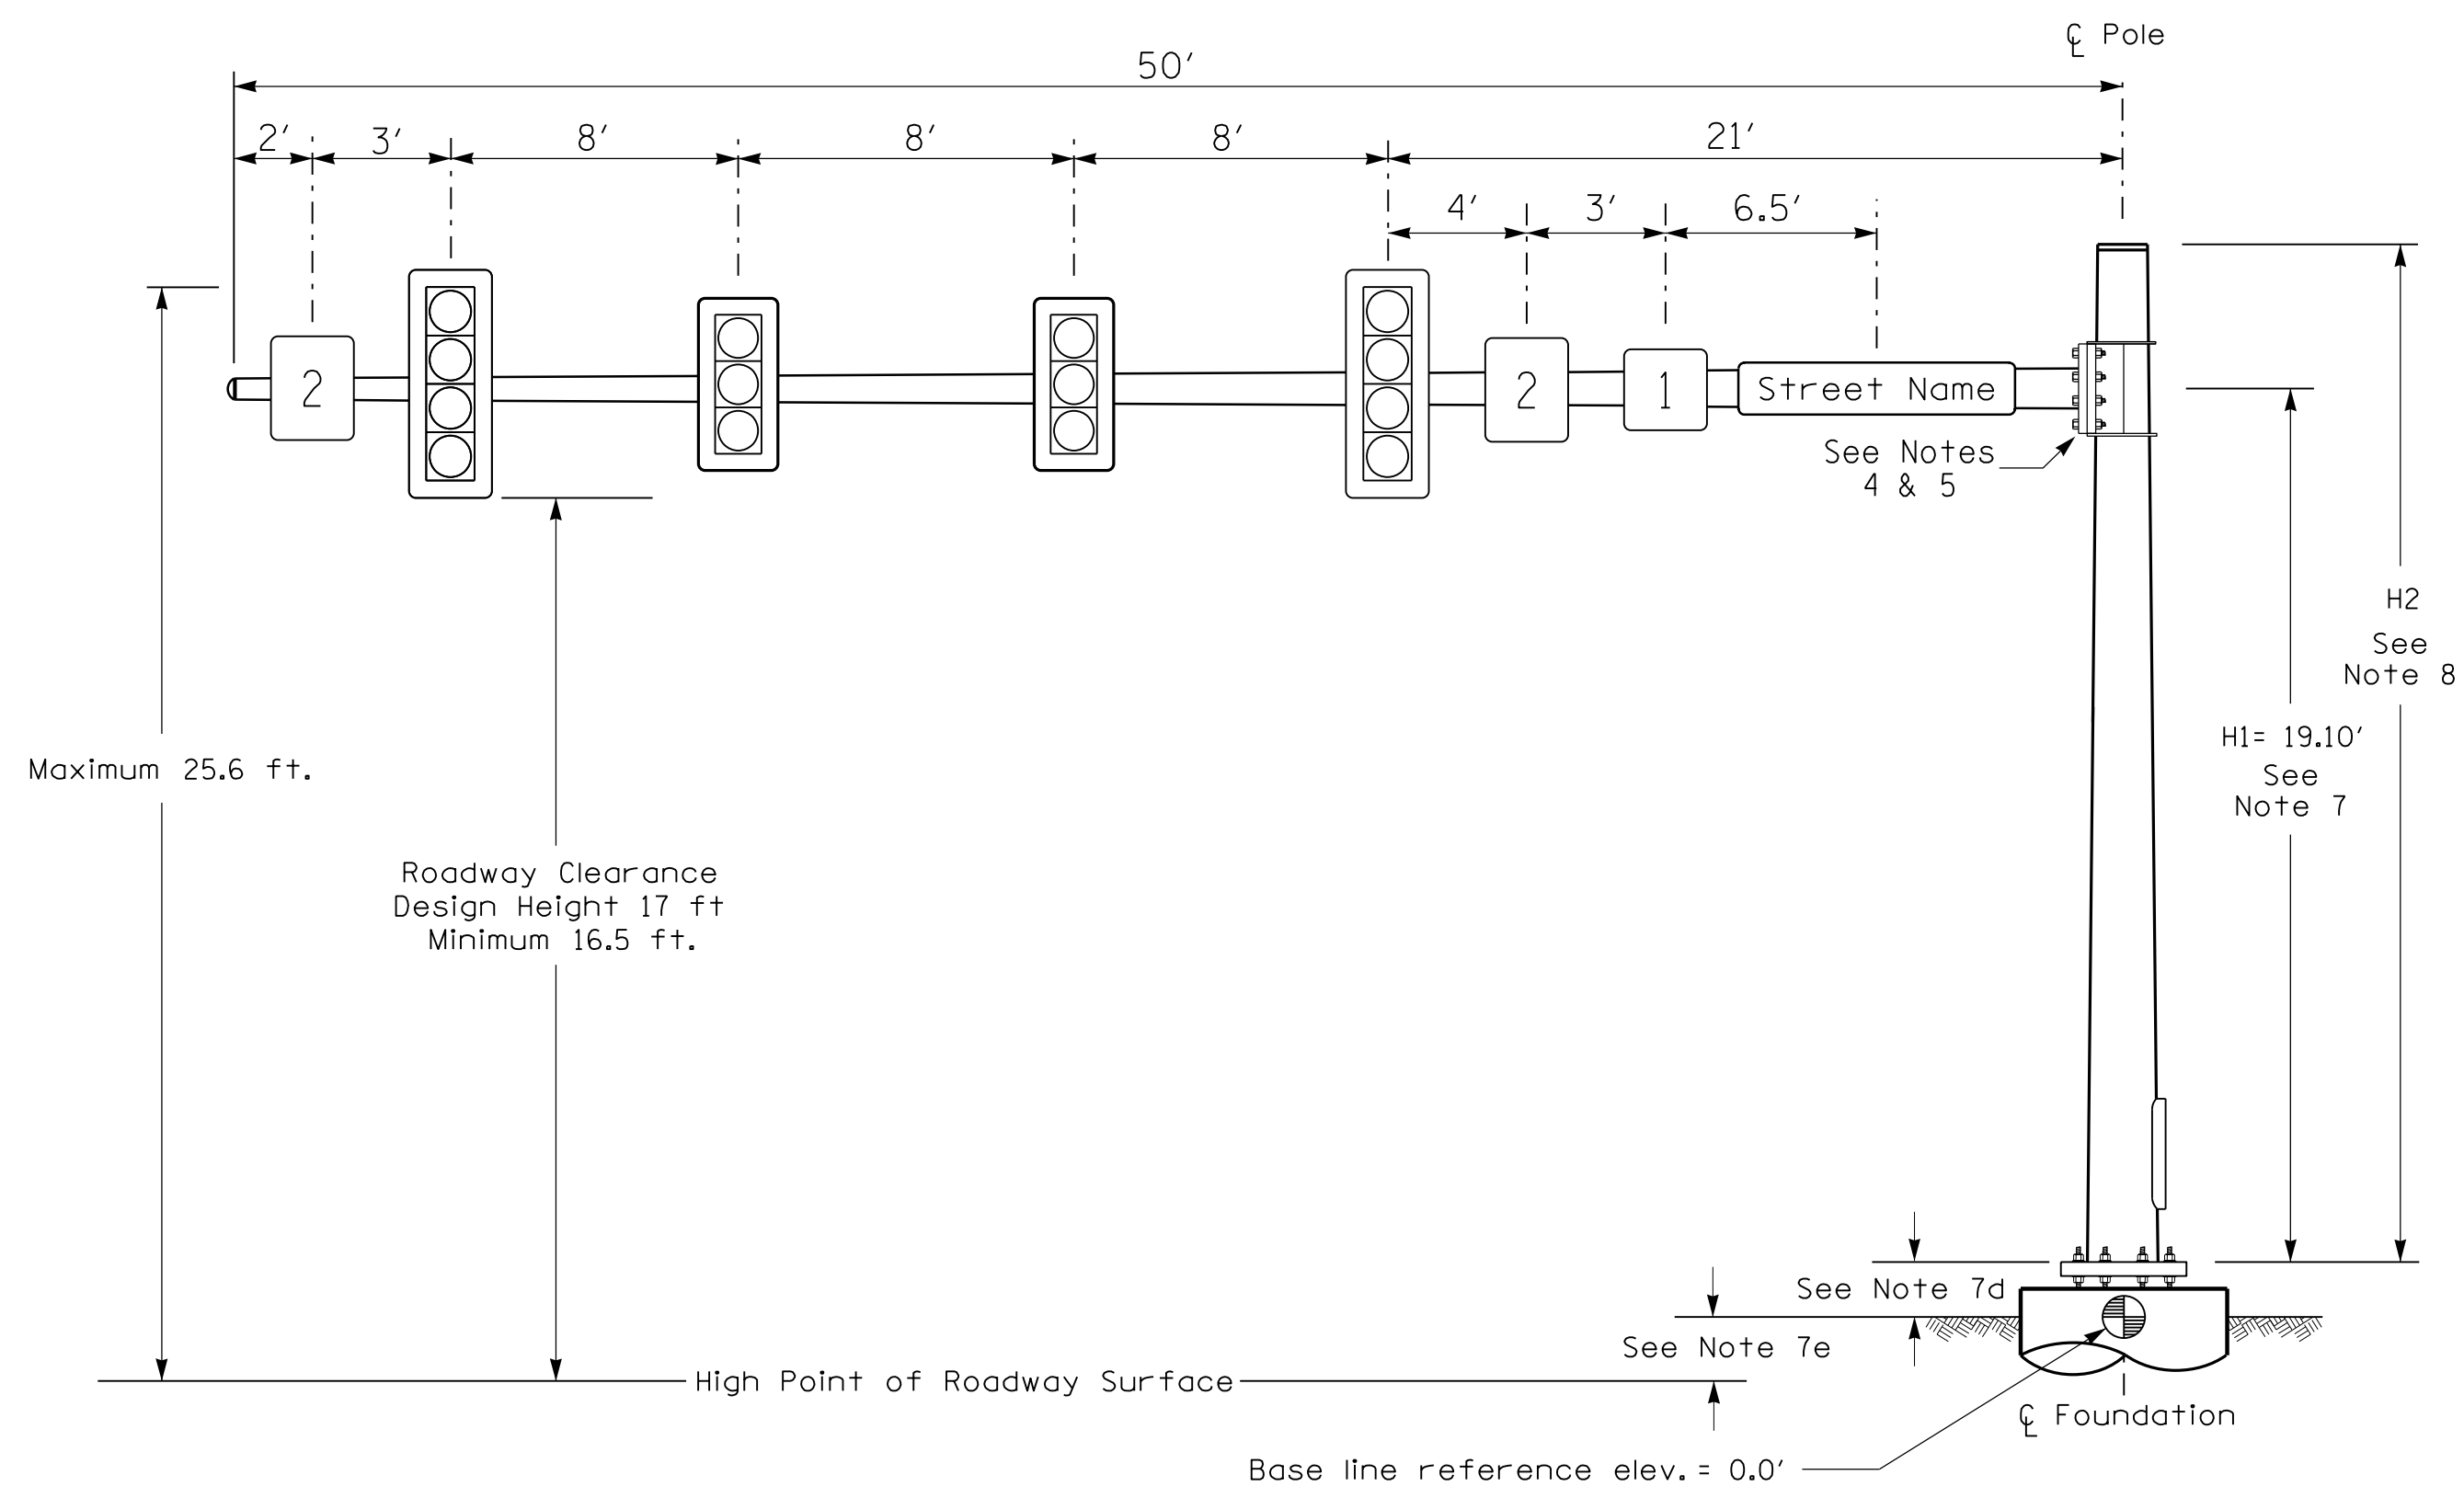 ℄ Pole
50'
2' 3' 8' 8' 8' 21'
4' 3' 6.5'
2
2
1
Street Name
See Notes
4 & 5
H2
See
Note 8
H1= 19.10'
See
Note 7
Maximum 25.6 ft.
Roadway Clearance
Design Height 17 ft
Minimum 16.5 ft.
See Note 7d
See Note 7e
High Point of Roadway Surface
℄ Foundation
Base line reference elev. = 0.0'